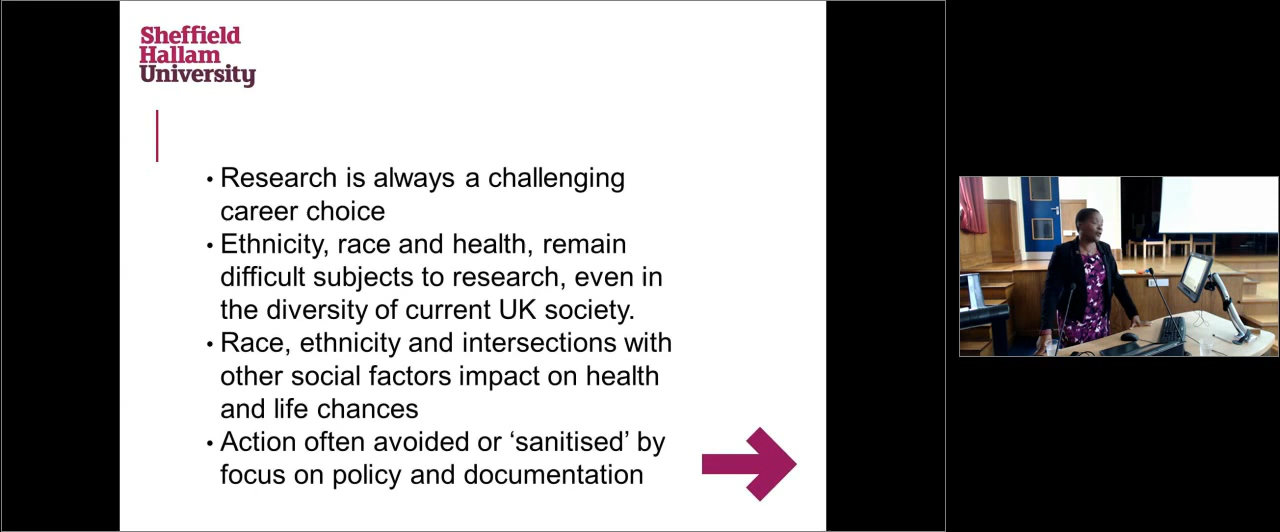 Sheffield
Hallam
University
• Research is always a challenging
career choice
• Ethnicity, race and health, remain
difficult subjects to research, even in
the diversity of current UK society.
• Race, ethnicity and intersections with
other social factors impact on health
and life chances
• Action often avoided or ‘sanitised’ by
focus on policy and documentation